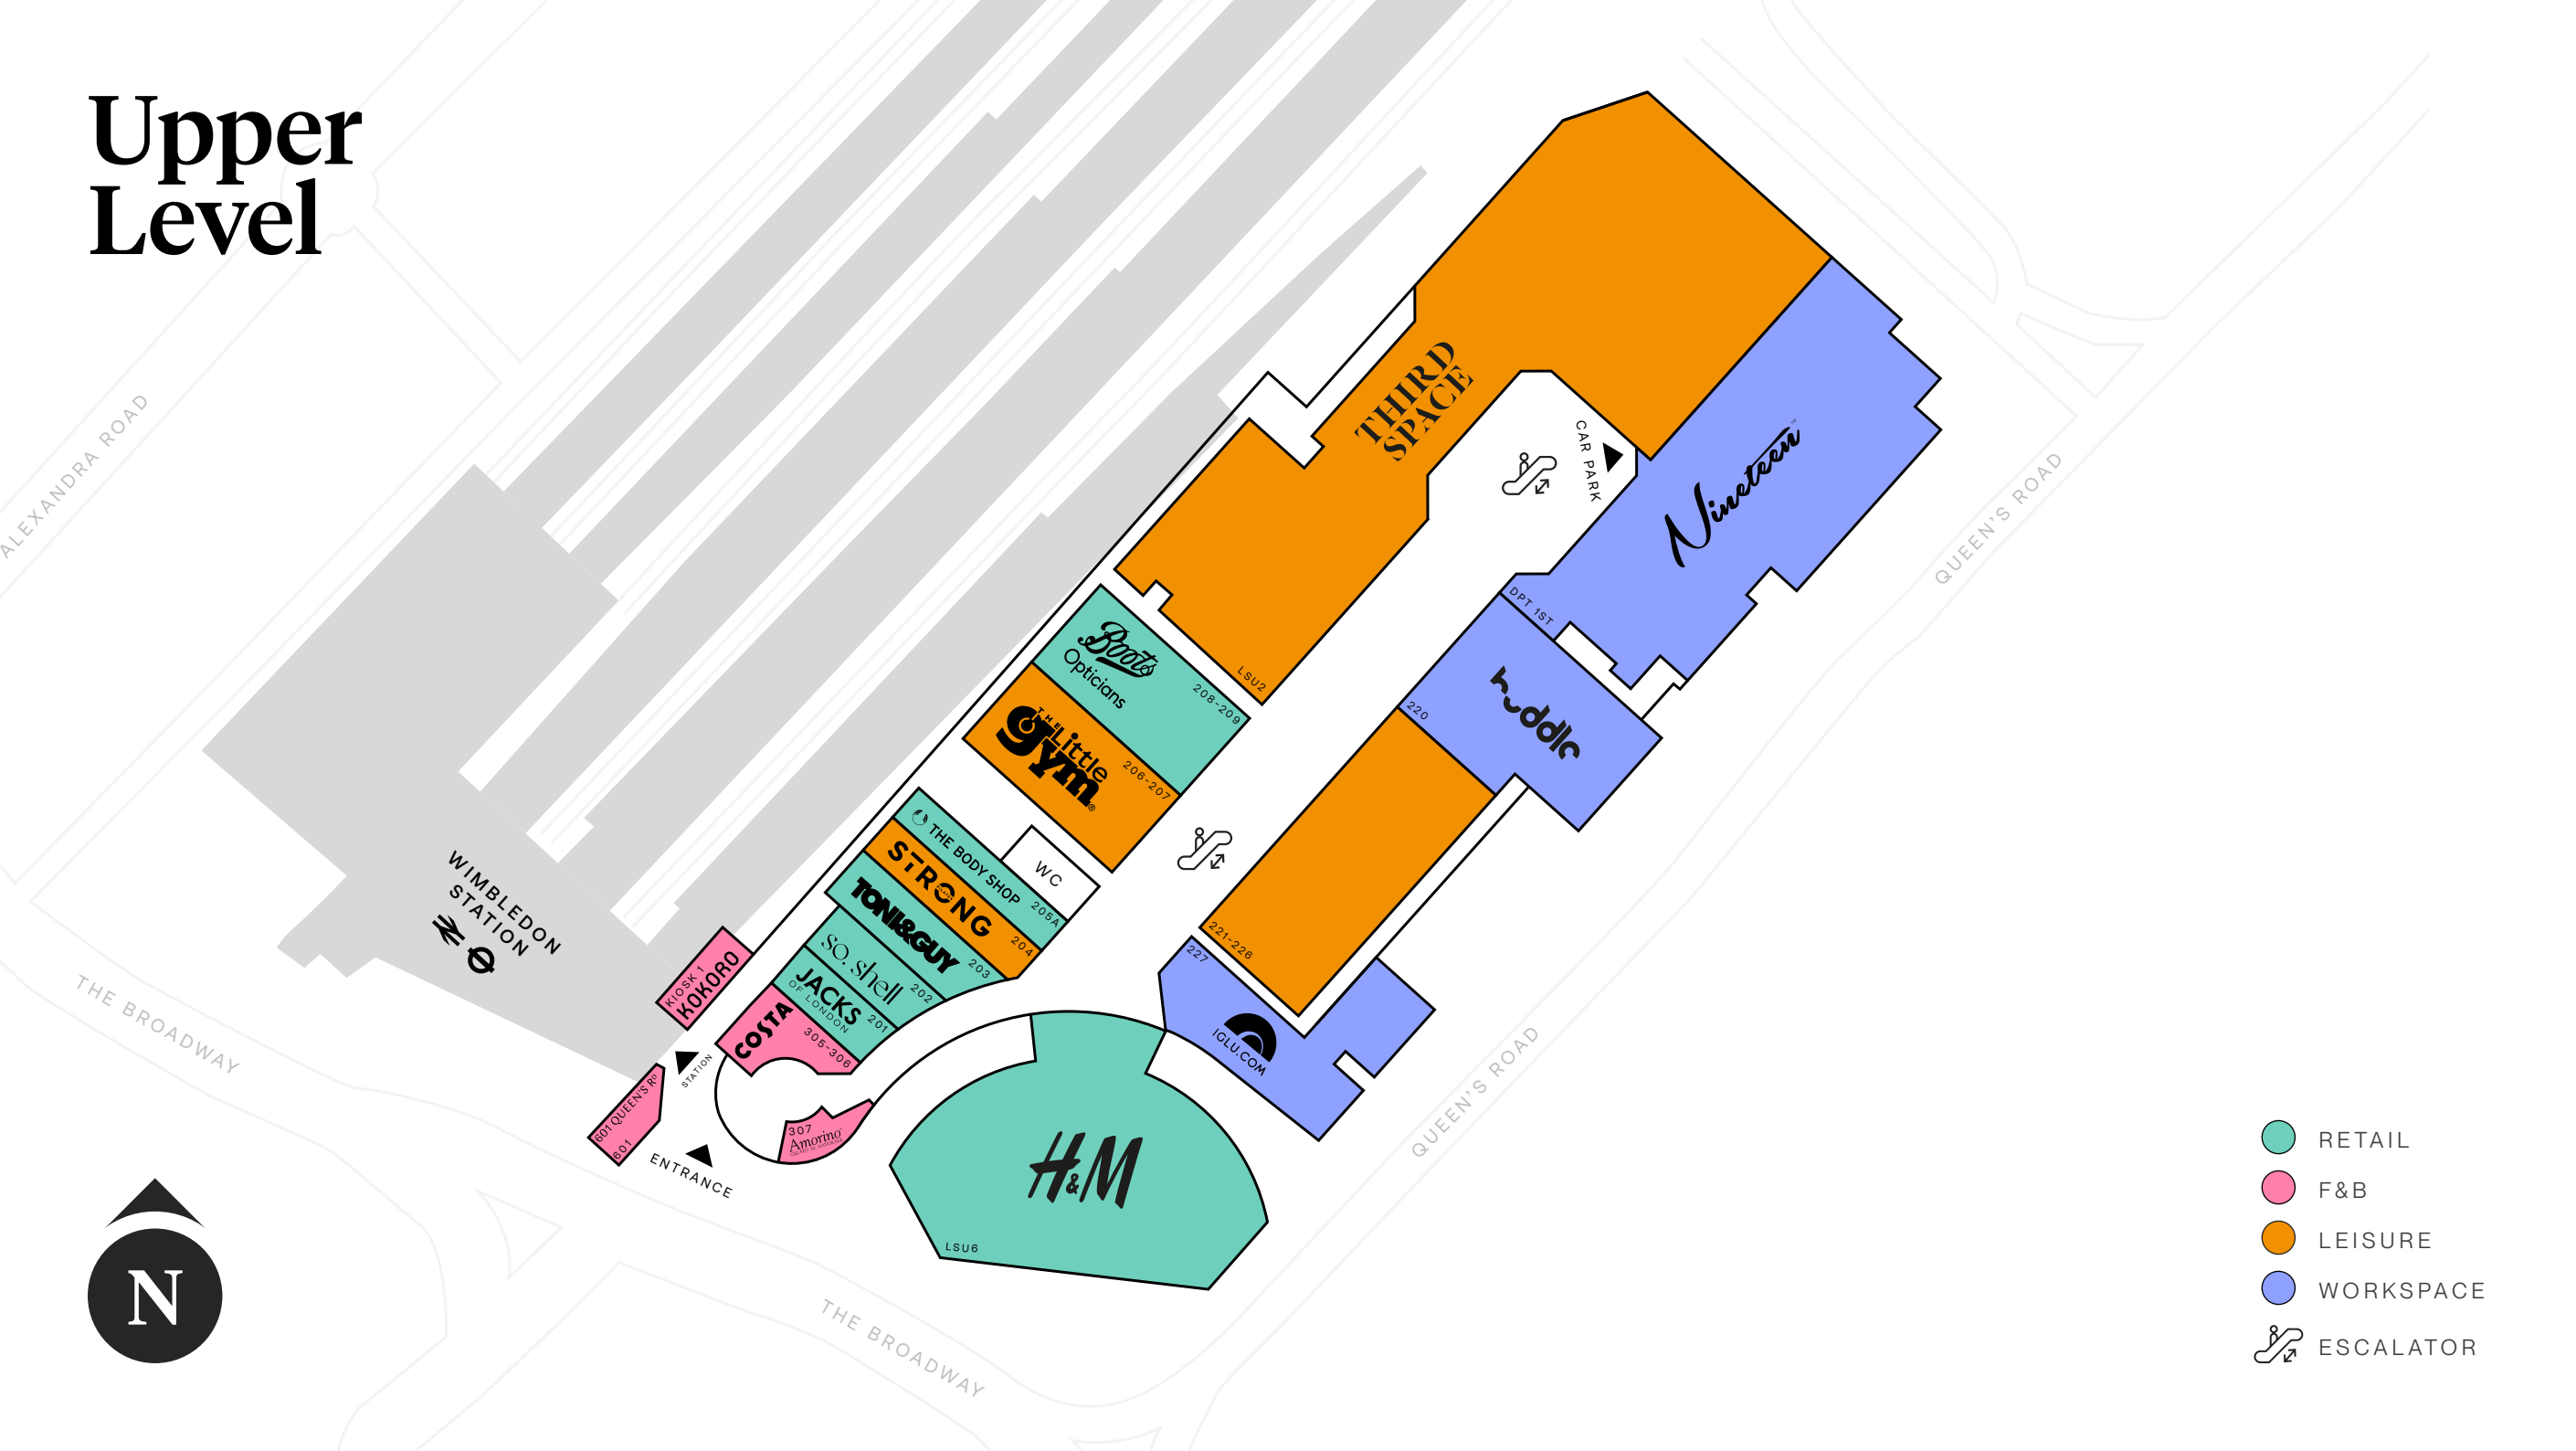 Upper
Level
ALEXANDRA ROAD
THIRD
SPACE
CAR PARK
Nineteen
™
QUEEN'S ROAD
DPT 1ST
LSU2
Boots
Opticians
208-209
huddle
220
THE
Little
gym
®
206-207
THE BODY SHOP
205A
WC
STRONG
204
TONI&GUY
203
so. shell
202
JACKS
OF LONDON
201
COSTA
305-306
221-226
227
IGLU.COM
WIMBLEDON
STATION
KIOSK 1
KOKORO
STATION
601 QUEEN'S RD
601
ENTRANCE
307
Amorino
H&M
LSU6
THE BROADWAY
QUEEN'S ROAD
THE BROADWAY
N
RETAIL
F&B
LEISURE
WORKSPACE
ESCALATOR